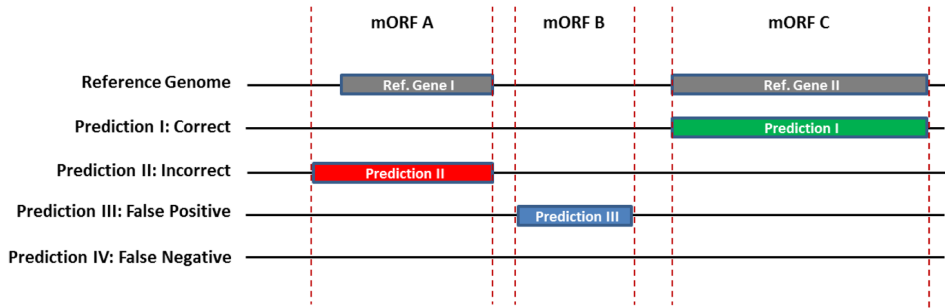 mORF A mORF B mORF C
Reference Genome Ref. Gene I Ref. Gene II
Prediction I: Correct Prediction I
Prediction II: Incorrect Prediction II
Prediction III: False Positive Prediction III
Prediction IV: False Negative